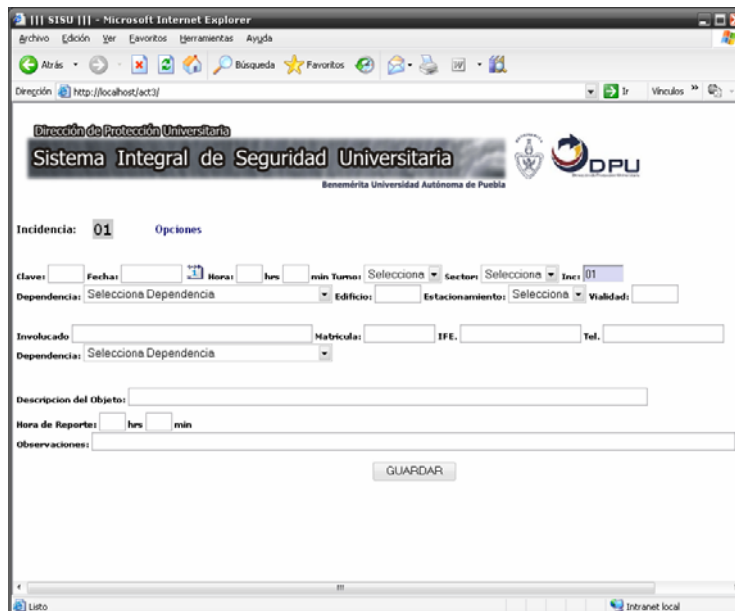 ||| SISU ||| - Microsoft Internet Explorer
Archivo Edición Ver Favoritos Herramientas Ayuda
Atrás Búsqueda Favoritos
Dirección http://localhost/act3/ Ir Vínculos »
Dirección de Protección Universitaria
Sistema Integral de Seguridad Universitaria
DPU
Benemérita Universidad Autónoma de Puebla
Incidencia: 01 Opciones
Clave: Fecha: Hora: hrs min Turno: Selecciona Sector: Selecciona Inc: 01
Dependencia: Selecciona Dependencia Edificio: Estacionamiento: Selecciona Vialidad:
Involucado Matricula: IFE. Tel.
Dependencia: Selecciona Dependencia
Descripcion del Objeto:
Hora de Reporte: hrs min
Observaciones:
GUARDAR
Listo Intranet local